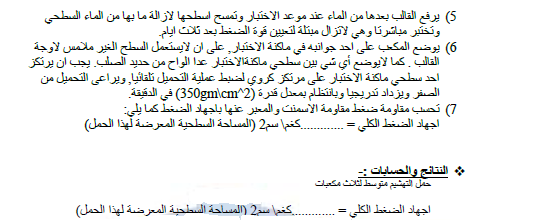 5) يرفع القالب بعدها من الماء عند موعد الاختبار وتمسح اسطحها لازالة ما بها من الماء السطحي
وتختبر مباشرتا وهي لاتزال مبتلة لتعيين قوة الضغط بعد ثلاث ايام.
6) يوضع المكعب على احد جوانبه في ماكنة الاختبار, على ان لايستعمل السطح الغير ملامس لاوجة
القالب . كما لايوضع أي شي بين سطحي ماكنةالاختبار عدا الواح من حديد الصلب. يجب ان يرتكز
احد سطحي ماكنة الاختبار على مرتكز كروي لضبط عملية التحميل تلقائيا, ويراعى التحميل من
الصفر ويزداد تدريجيا وبانتظام بمعدل قدرة (350gm\cm^2) في الدقيقة.
7) تحسب مقاومة ضغط مقاومة الاسمنت والمعبر عنها باجهاد الضغط كما يلي:
اجهاد الضغط الكلي = .............كغم\ سم2 (المساحة السطحية المعرضة لهذا الحمل)
❖ النتائج والحسابات :-
حمل التهشيم متوسط لثلاث مكعبات
اجهاد الضغط الكلي = .............كغم\ سم2 (المساحة السطحية المعرضة لهذا الحمل)